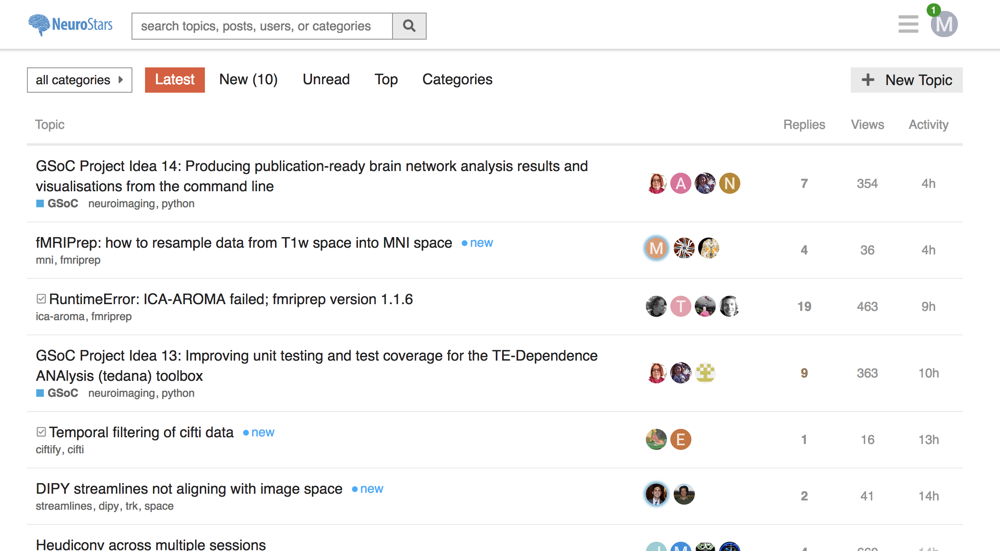 NeuroStars
search topics, posts, users, or categories
1
M
all categories
Latest
New (10)
Unread
Top
Categories
+ New Topic
Topic
Replies
Views
Activity
GSoC Project Idea 14: Producing publication-ready brain network analysis results and
visualisations from the command line
GSoC neuroimaging, python
A
N
7
354
4h
fMRIPrep: how to resample data from T1w space into MNI space
new
mni, fmriprep
M
4
36
4h
RuntimeError: ICA-AROMA failed; fmriprep version 1.1.6
ica-aroma, fmriprep
T
19
463
9h
GSoC Project Idea 13: Improving unit testing and test coverage for the TE-Dependence
ANAlysis (tedana) toolbox
GSoC neuroimaging, python
9
363
10h
Temporal filtering of cifti data
new
ciftify, cifti
E
1
16
13h
DIPY streamlines not aligning with image space
new
streamlines, dipy, trk, space
2
41
14h
Heudiconv across multiple sessions
M
4
14h